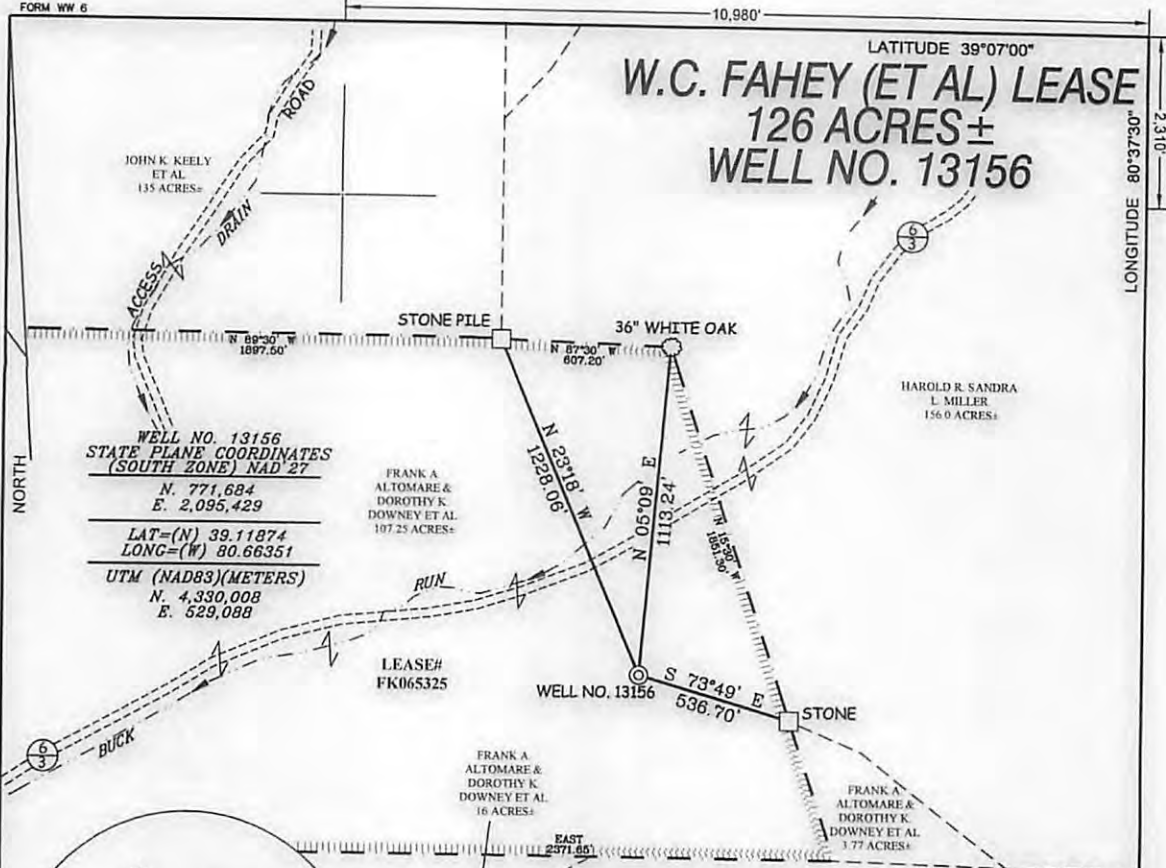 FORM WW 6
10,980'
LATITUDE 39°07'00"
W.C. FAHEY (ET AL) LEASE
126 ACRES±
WELL NO. 13156
2,310'
LONGITUDE 80°37'30"
JOHN K. KEELY
ET AL
135 ACRES±
ROAD
DRAIN
ACCESS
6
3
STONE PILE
36" WHITE OAK
N 89°30' W
1897.50'
N 87°30' W
607.20'
HAROLD R. SANDRA
L. MILLER
156.0 ACRES±
NORTH
WELL NO. 13156
STATE PLANE COORDINATES
(SOUTH ZONE) NAD'27
N. 771,684
E. 2,095,429
LAT=(N) 39.11874
LONG=(W) 80.66351
UTM (NAD83)(METERS)
N. 4,330,008
E. 529,088
FRANK A.
ALTOMARE &
DOROTHY K.
DOWNEY ET AL
107.25 ACRES±
N 23°18' W
1228.06'
N 05°09 E
1113.24'
N 15°30' W
RUN
LEASE#
FK065325
WELL NO. 13156
S 73°49' E
536.70'
STONE
BUCK
6
3
FRANK A.
ALTOMARE &
DOROTHY K.
DOWNEY ET AL
16 ACRES±
FRANK A.
ALTOMARE &
DOROTHY K.
DOWNEY ET AL
3.77 ACRES±
EAST
2371.65'